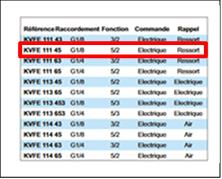 Référence Raccordement Fonction Commande Rappel
KVFE 111 43 G1/8 3/2 Electrique Ressort
KVFE 111 45 G1/8 5/2 Electrique Ressort
KVFE 111 63 G1/4 3/2 Electrique Ressort
KVFE 111 65 G1/4 5/2 Electrique Ressort
KVFE 113 43 G1/8 3/2 Electrique Electrique
KVFE 113 45 G1/8 5/2 Electrique Electrique
KVFE 113 453 G1/8 5/3 Electrique Electrique
KVFE 113 653 G1/4 5/3 Electrique Electrique
KVFE 114 43 G1/8 3/2 Electrique Air
KVFE 114 45 G1/8 5/2 Electrique Air
KVFE 114 63 G1/4 3/2 Electrique Air
KVFE 114 65 G1/4 5/2 Electrique Air